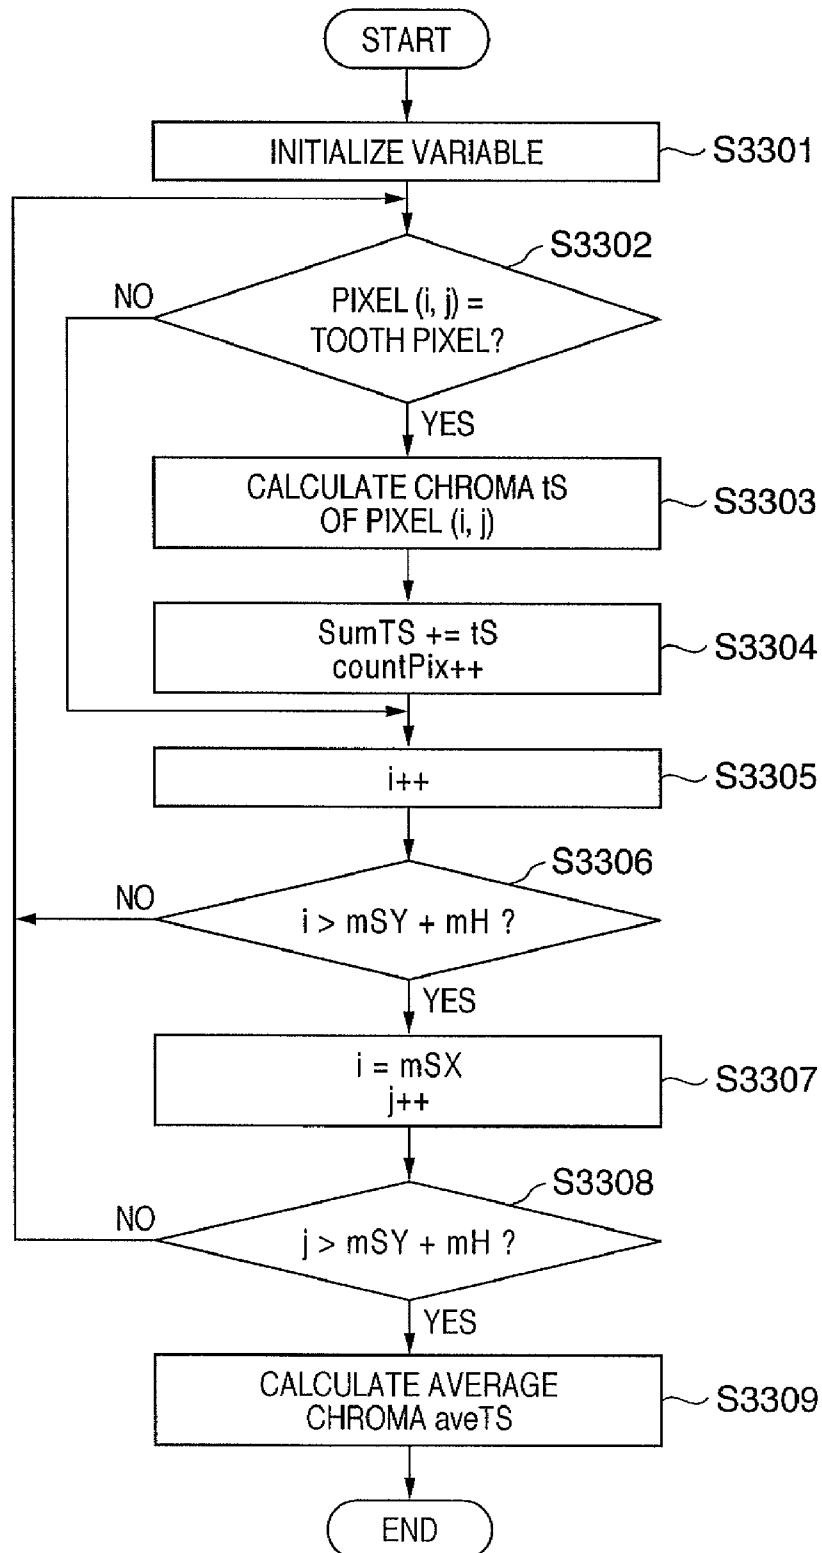 START
INITIALIZE VARIABLE
S3301
S3302
NO
PIXEL (i, j) =
TOOTH PIXEL?
YES
CALCULATE CHROMA tS
OF PIXEL (i, j)
S3303
SumTS += tS
countPix++
S3304
i++
S3305
S3306
NO
i > mSY + mH ?
YES
i = mSX
j++
S3307
S3308
NO
j > mSY + mH ?
YES
CALCULATE AVERAGE
CHROMA aveTS
S3309
END